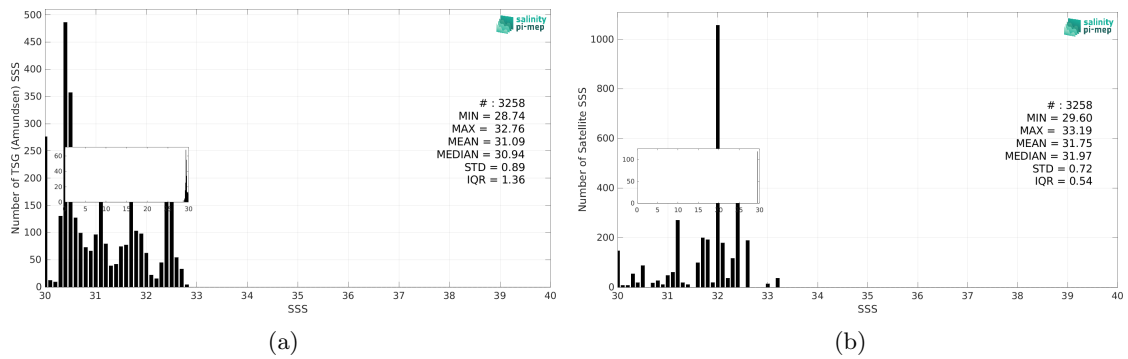 500
450
400
350
300
250
200
150
100
50
0
30
31
32
33
34
35
36
37
38
39
40
SSS
Number of TSG (Amundsen) SSS
salinity
pi-mep
# : 3258
MIN = 28.74
MAX = 32.76
MEAN = 31.09
MEDIAN = 30.94
STD = 0.89
IQR = 1.36
60
40
20
0
0
5
10
15
20
25
30
(a)
1000
800
600
400
200
0
30
31
32
33
34
35
36
37
38
39
40
SSS
Number of Satellite SSS
salinity
pi-mep
# : 3258
MIN = 29.60
MAX = 33.19
MEAN = 31.75
MEDIAN = 31.97
STD = 0.72
IQR = 0.54
100
50
0
0
5
10
15
20
25
30
(b)